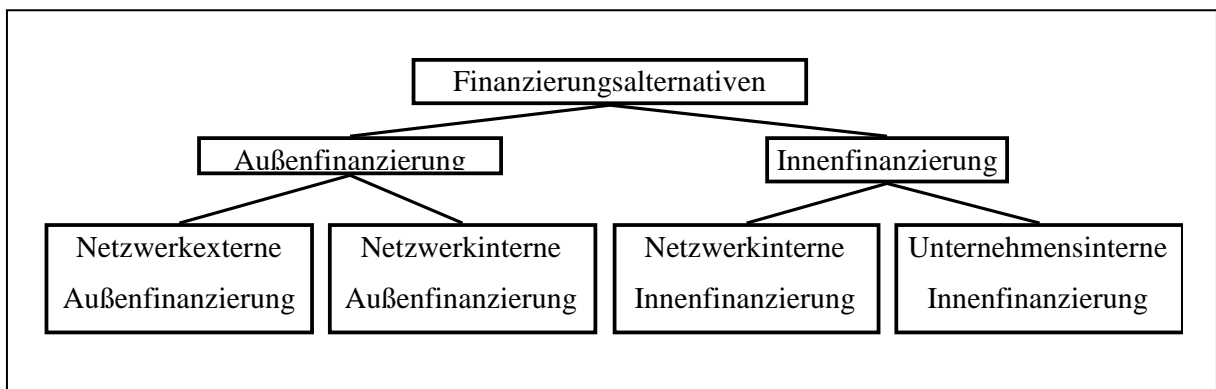 Finanzierungsalternativen
Außenfinanzierung
Innenfinanzierung
Netzwerkexterne
Außenfinanzierung
Netzwerkinterne
Außenfinanzierung
Netzwerkinterne
Innenfinanzierung
Unternehmensinterne
Innenfinanzierung